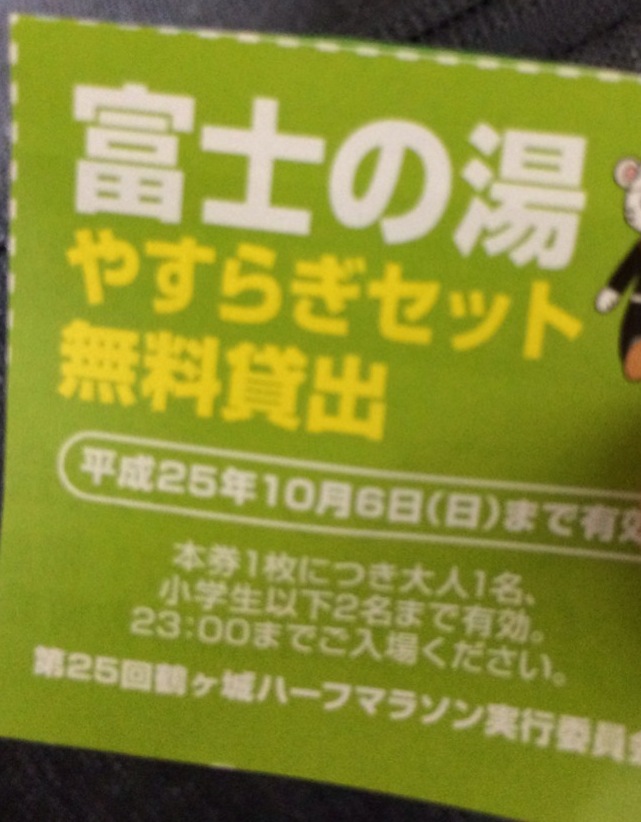 富士の湯
やすらぎセット
無料貸出
平成25年10月6日(日)まで有効
本券1枚につき大人1名、
小学生以下2名まで有効。
23:00までご入場ください。
第25回鶴ヶ城ハーフマラソン実行委員会